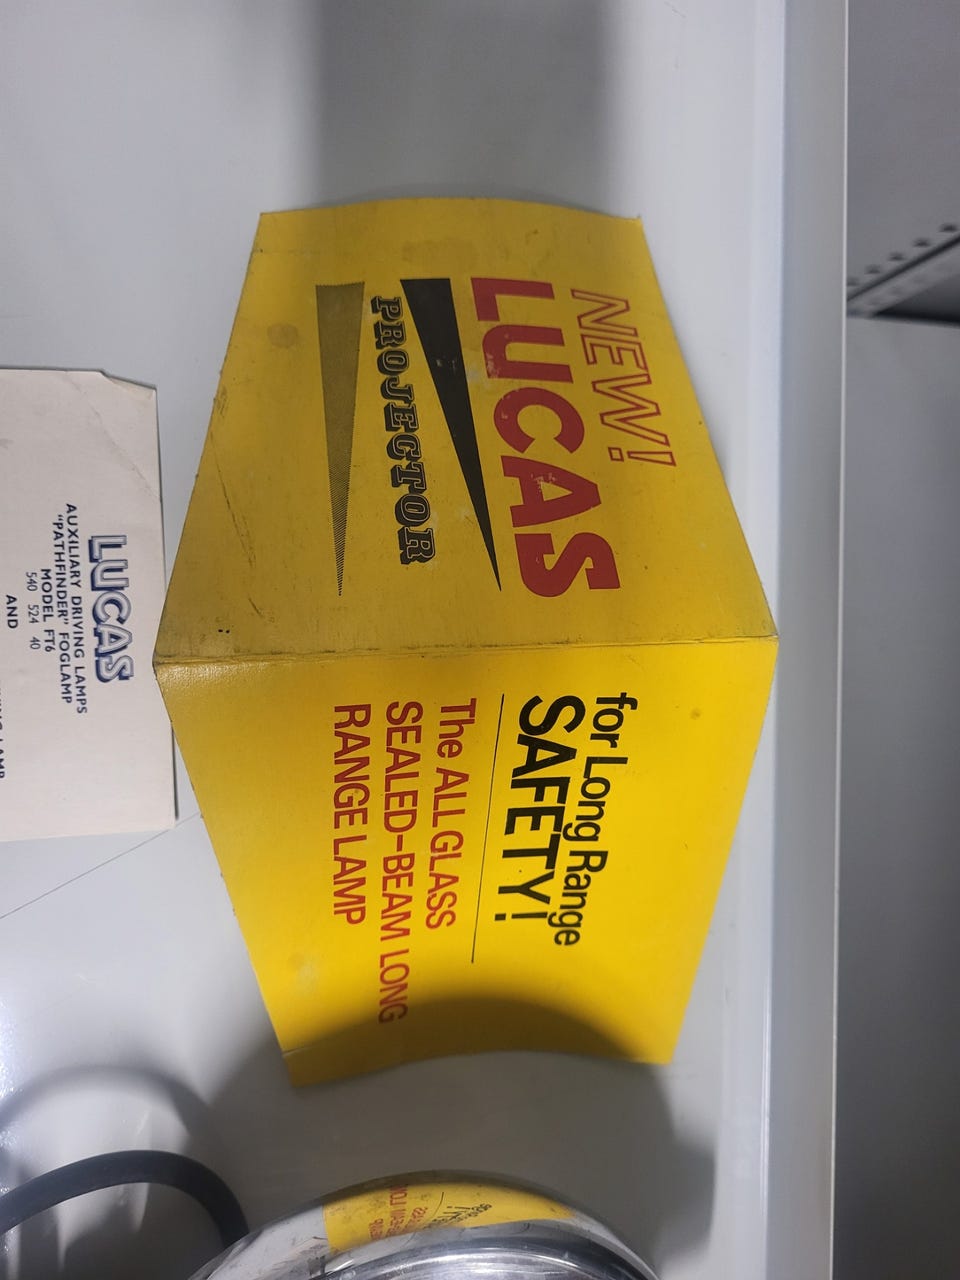 NEW!
LUCAS
PROJECTOR
for Long Range
SAFETY!
The ALL GLASS
SEALED-BEAM LONG
RANGE LAMP
LUCAS
AUXILIARY DRIVING LAMPS
"PATHFINDER" FOGLAMP
MODEL FT6
540 524 40
AND
LAMP